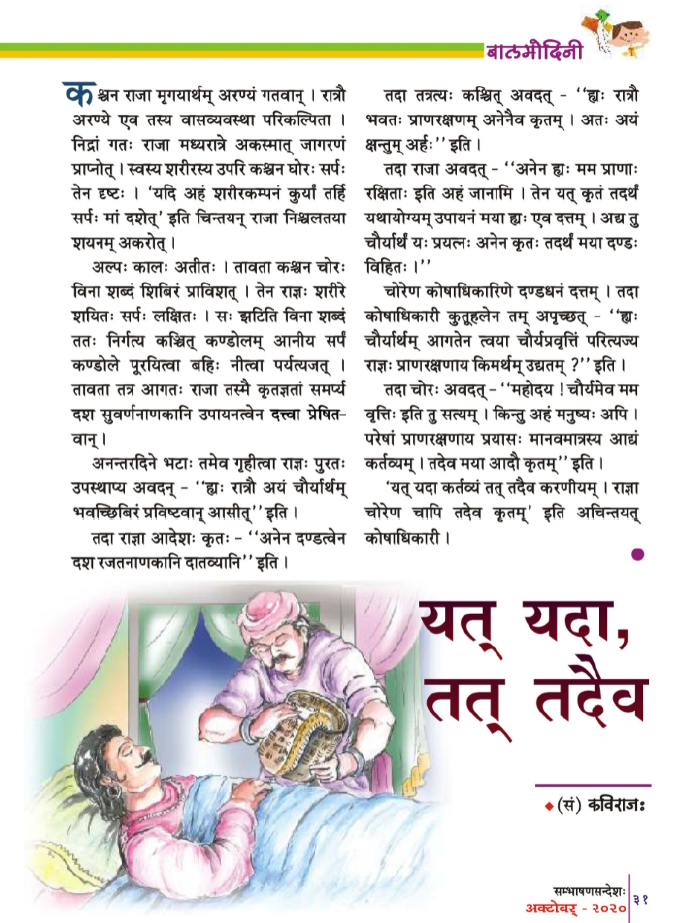 बालमोदिनी
कश्चन राजा मृगयार्थम् अरण्यं गतवान् । रात्रौ
अरण्ये एव तस्य वासव्यवस्था परिकल्पिता ।
निद्रां गतः राजा मध्यरात्रे अकस्मात् जागरणं
प्राप्नोत् । स्वस्य शरीरस्य उपरि कश्चन घोरः सर्पः
तेन दृष्टः । 'यदि अहं शरीरकम्पनं कुर्यां तर्हि
सर्पः मां दशेत्' इति चिन्तयन् राजा निश्चलतया
शयनम् अकरोत् ।
अल्पः कालः अतीतः । तावता कश्चन चोरः
विना शब्दं शिबिरं प्राविशत् । तेन राज्ञः शरीरे
शयितः सर्पः लक्षितः । सः झटिति विना शब्दं
ततः निर्गत्य कञ्चित् कण्डोलम् आनीय सर्पं
कण्डोले पूरयित्वा बहिः नीत्वा पर्यत्यजत् ।
तावता तत्र आगतः राजा तस्मै कृतज्ञतां समर्प्य
दश सुवर्णनाणकानि उपायनत्वेन दत्त्वा प्रेषित-
वान् ।
अनन्तरदिने भटाः तमेव गृहीत्वा राज्ञः पुरतः
उपस्थाप्य अवदन् - ''ह्यः रात्रौ अयं चौर्यार्थम्
भवच्छिबिरं प्रविष्टवान् आसीत्'' इति ।
तदा राज्ञा आदेशः कृतः - ''अनेन दण्डत्वेन
दश रजतनाणकानि दातव्यानि'' इति ।
तदा तत्रत्यः कश्चित् अवदत् - ''ह्यः रात्रौ
भवतः प्राणरक्षणम् अनेनैव कृतम् । अतः अयं
क्षन्तुम् अर्हः'' इति ।
तदा राजा अवदत् - ''अनेन ह्यः मम प्राणाः
रक्षिताः इति अहं जानामि । तेन यत् कृतं तदर्थं
यथायोग्यम् उपायनं मया ह्यः एव दत्तम् । अद्य तु
चौर्यार्थं यः प्रयत्नः अनेन कृतः तदर्थं मया दण्डः
विहितः ।''
चोरेण कोषाधिकारिणे दण्डधनं दत्तम् । तदा
कोषाधिकारी कुतूहलेन तम् अपृच्छत् - ''ह्यः
चौर्यार्थम् आगतेन त्वया चौर्यप्रवृत्तिं परित्यज्य
राज्ञः प्राणरक्षणाय किमर्थम् उद्यतम् ?'' इति ।
तदा चोरः अवदत् - ''महोदय ! चौर्यमेव मम
वृत्तिः इति तु सत्यम् । किन्तु अहं मनुष्यः अपि ।
परेषां प्राणरक्षणाय प्रयासः मानवमात्रस्य आद्यं
कर्तव्यम् । तदेव मया आदौ कृतम्'' इति ।
'यत् यदा कर्तव्यं तत् तदैव करणीयम् । राज्ञा
चोरेण चापि तदेव कृतम्' इति अचिन्तयत्
कोषाधिकारी ।
यत् यदा,
तत् तदैव
(सं) कविराजः
सम्भाषणसन्देशः
अक्टोबर् - २०२० ३१